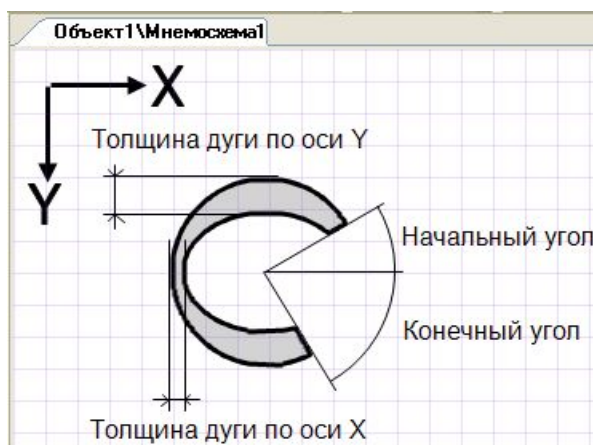 Объект1\Мнемосхема1
X
Толщина дуги по оси Y
Y
Начальный угол
Конечный угол
Толщина дуги по оси X